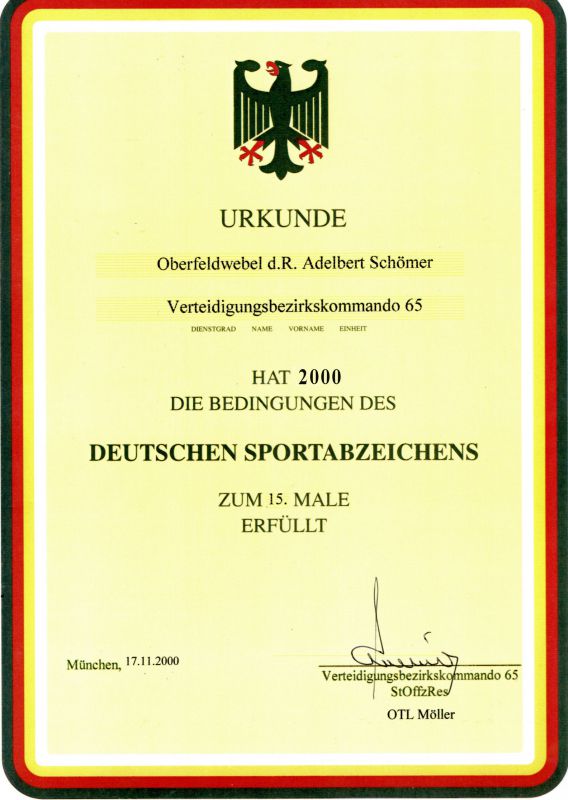 URKUNDE
Oberfeldwebel d.R. Adelbert Schömer
Verteidigungsbezirkskommando 65
DIENSTGRAD NAME VORNAME EINHEIT
HAT 2000
DIE BEDINGUNGEN DES
DEUTSCHEN SPORTABZEICHENS
ZUM 15. MALE
ERFÜLLT
München, 17.11.2000
Verteidigungsbezirkskommando 65
StOffzRes
OTL Möller